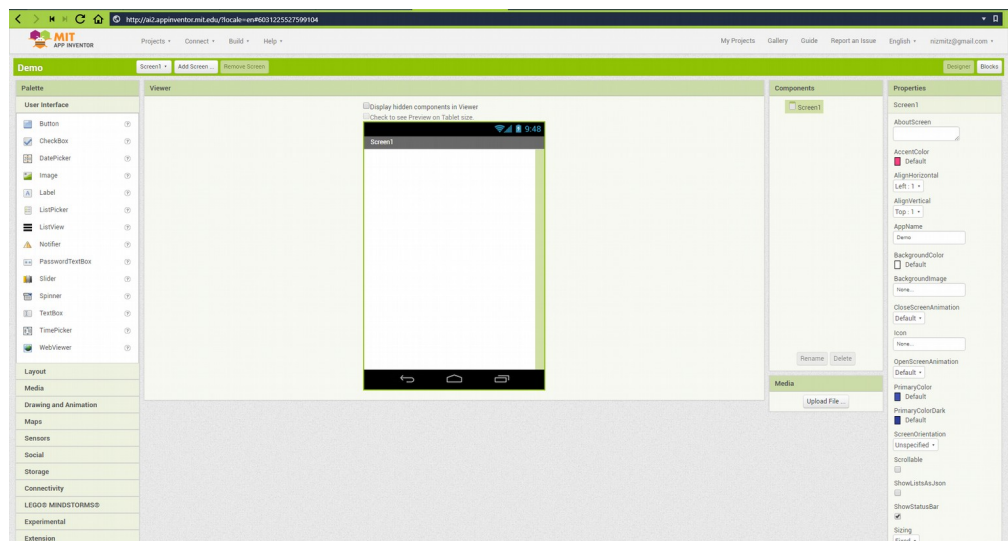 http://ai2.appinventor.mit.edu/?locale=en#6031225527599104
MIT
APP INVENTOR
Projects Connect Build Help
My Projects Gallery Guide Report an Issue English nizmitz@gmail.com
Demo
Screen1 Add Screen ... Remove Screen
Designer Blocks
Palette
User Interface
Button
CheckBox
DatePicker
Image
Label
ListPicker
ListView
Notifier
PasswordTextBox
Slider
Spinner
TextBox
TimePicker
WebViewer
Layout
Media
Drawing and Animation
Maps
Sensors
Social
Storage
Connectivity
LEGO® MINDSTORMS®
Experimental
Extension
Viewer
Display hidden components in Viewer
Check to see Preview on Tablet size.
9:48
Screen1
Components
Screen1
Rename Delete
Media
Upload File ...
Properties
Screen1
AboutScreen
AccentColor
Default
AlignHorizontal
Left : 1
AlignVertical
Top : 1
AppName
Demo
BackgroundColor
Default
BackgroundImage
None...
CloseScreenAnimation
Default
Icon
None...
OpenScreenAnimation
Default
PrimaryColor
Default
PrimaryColorDark
Default
ScreenOrientation
Unspecified
Scrollable
ShowListsAsJson
ShowStatusBar
Sizing
Fixed